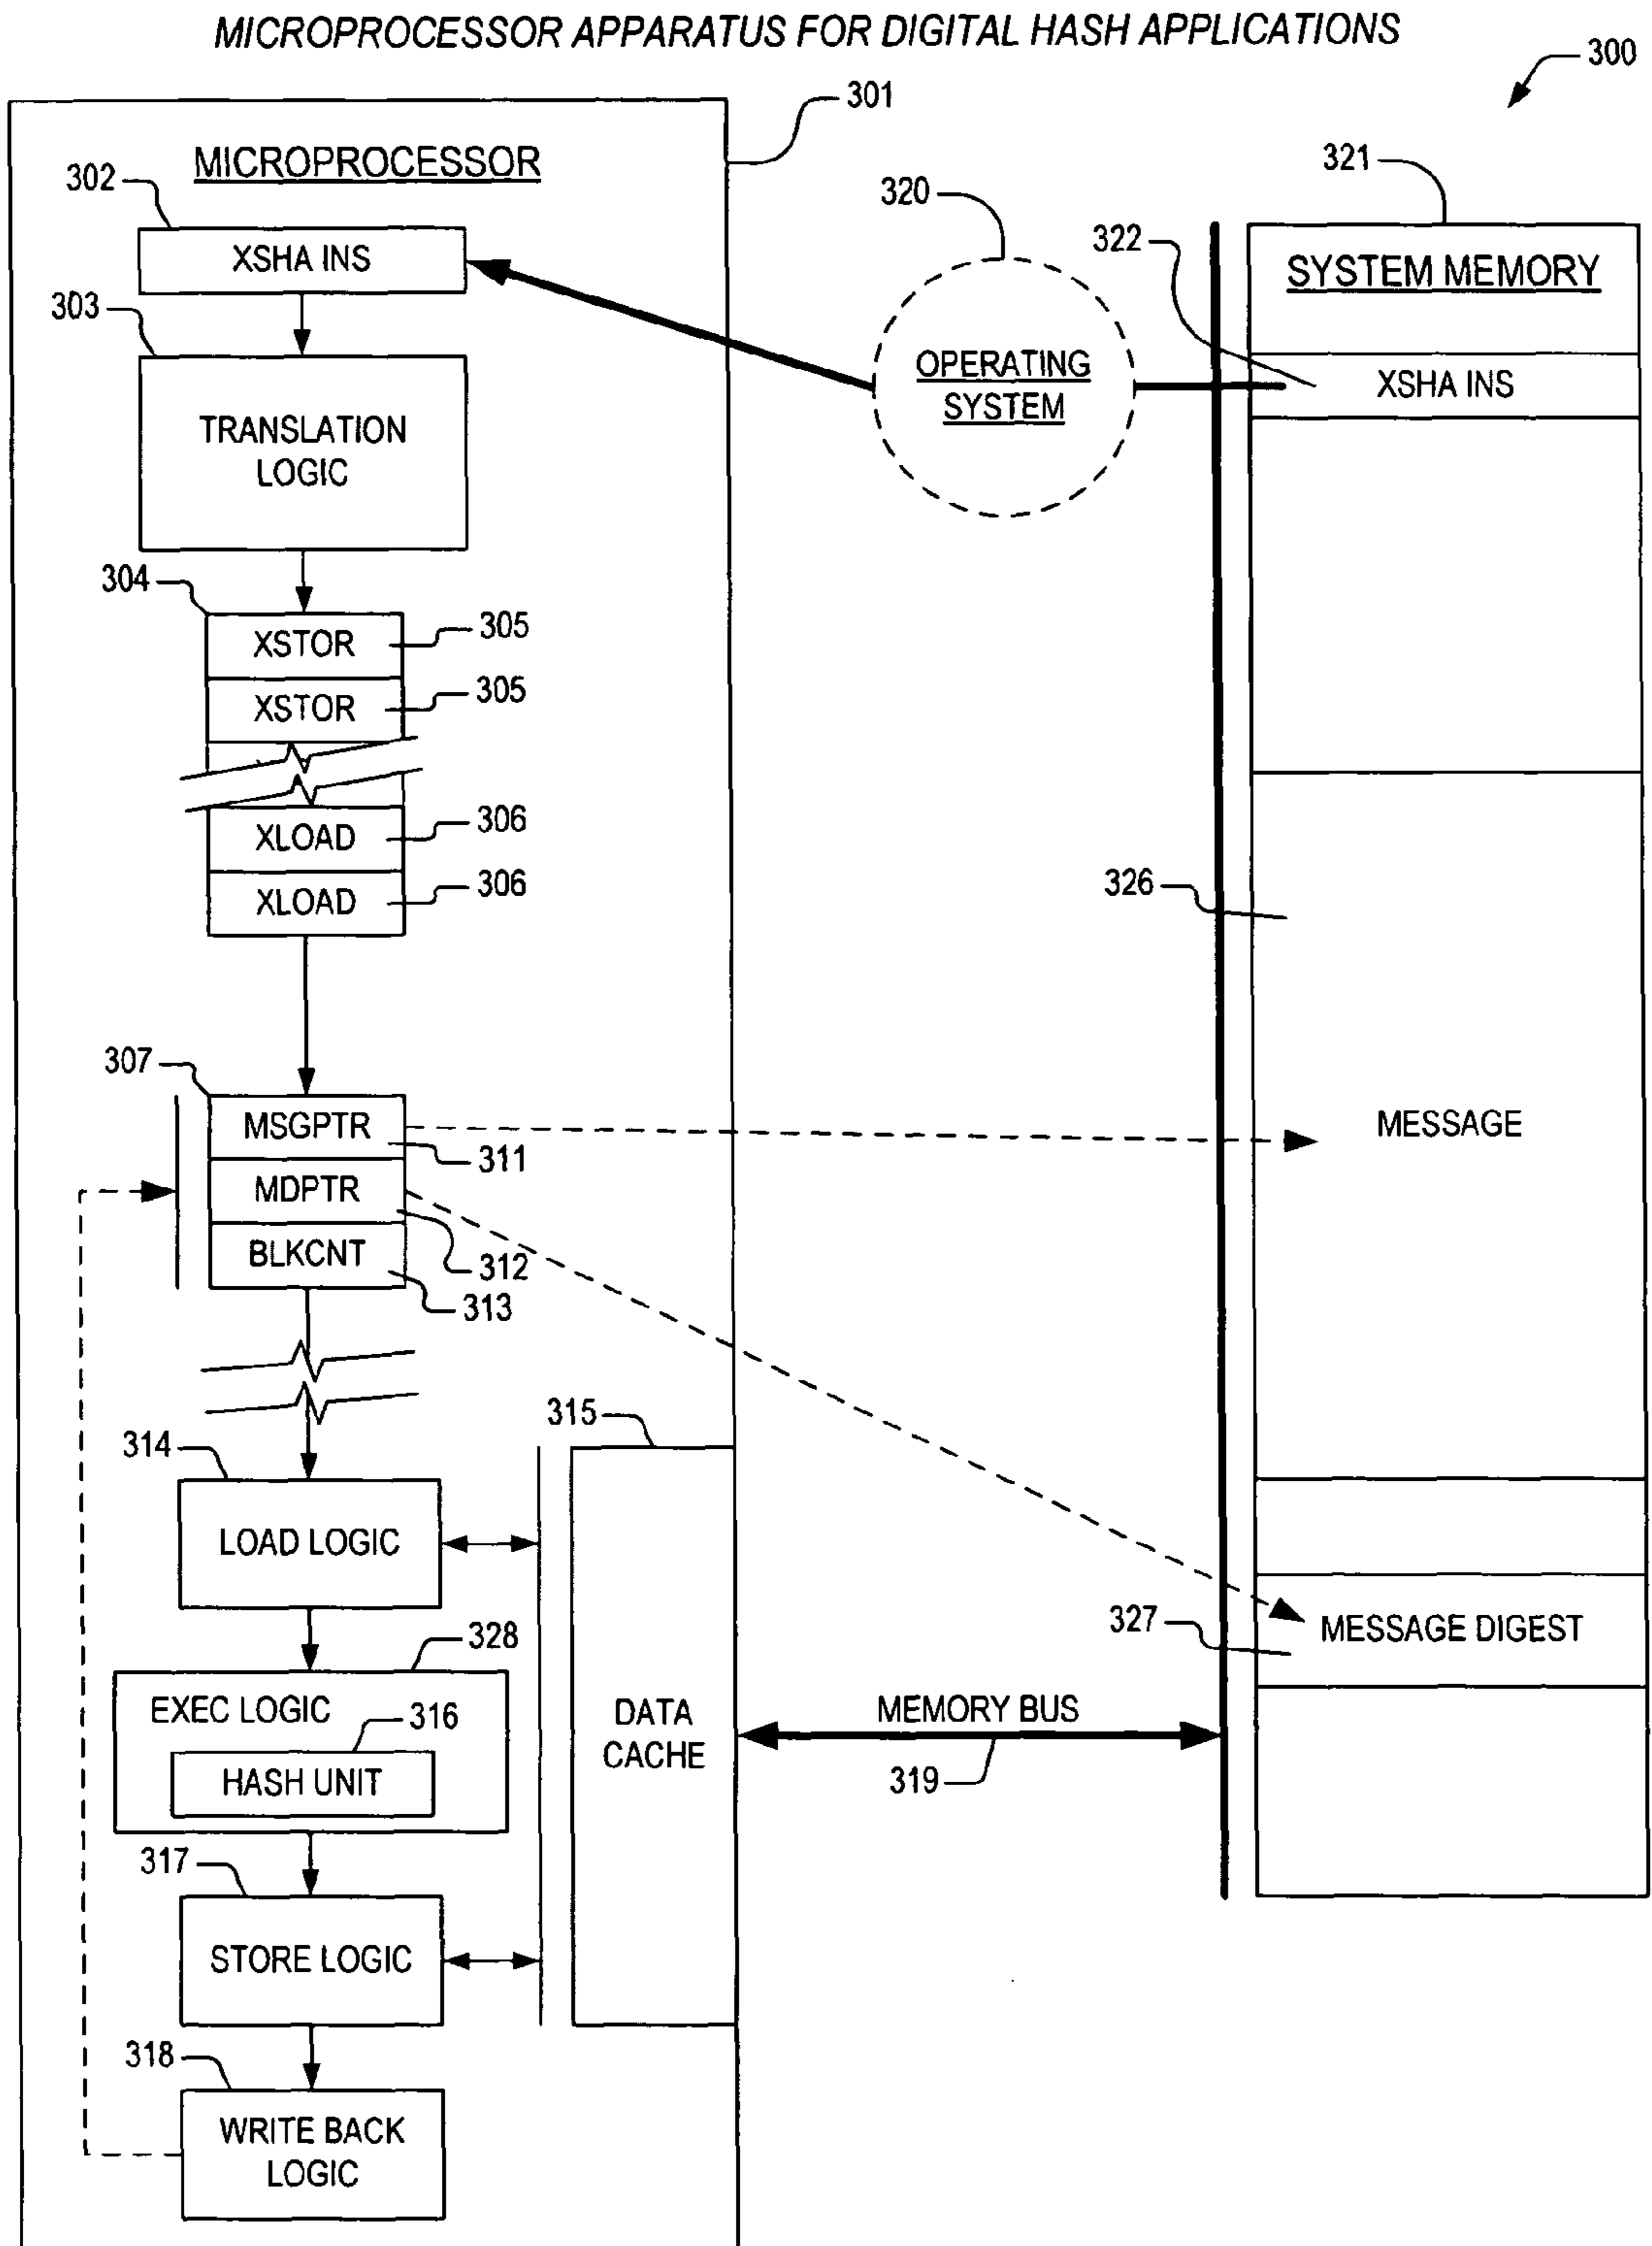 MICROPROCESSOR APPARATUS FOR DIGITAL HASH APPLICATIONS
300
301
MICROPROCESSOR
302
XSHA INS
303
TRANSLATION
LOGIC
304
XSTOR
305
XSTOR
305
XLOAD
306
XLOAD
306
307
MSGPTR
311
MDPTR
312
BLKCNT
313
314
LOAD LOGIC
315
DATA
CACHE
328
EXEC LOGIC
316
HASH UNIT
317
STORE LOGIC
318
WRITE BACK
LOGIC
320
OPERATING
SYSTEM
MEMORY BUS
319
321
SYSTEM MEMORY
322
XSHA INS
326
MESSAGE
327
MESSAGE DIGEST